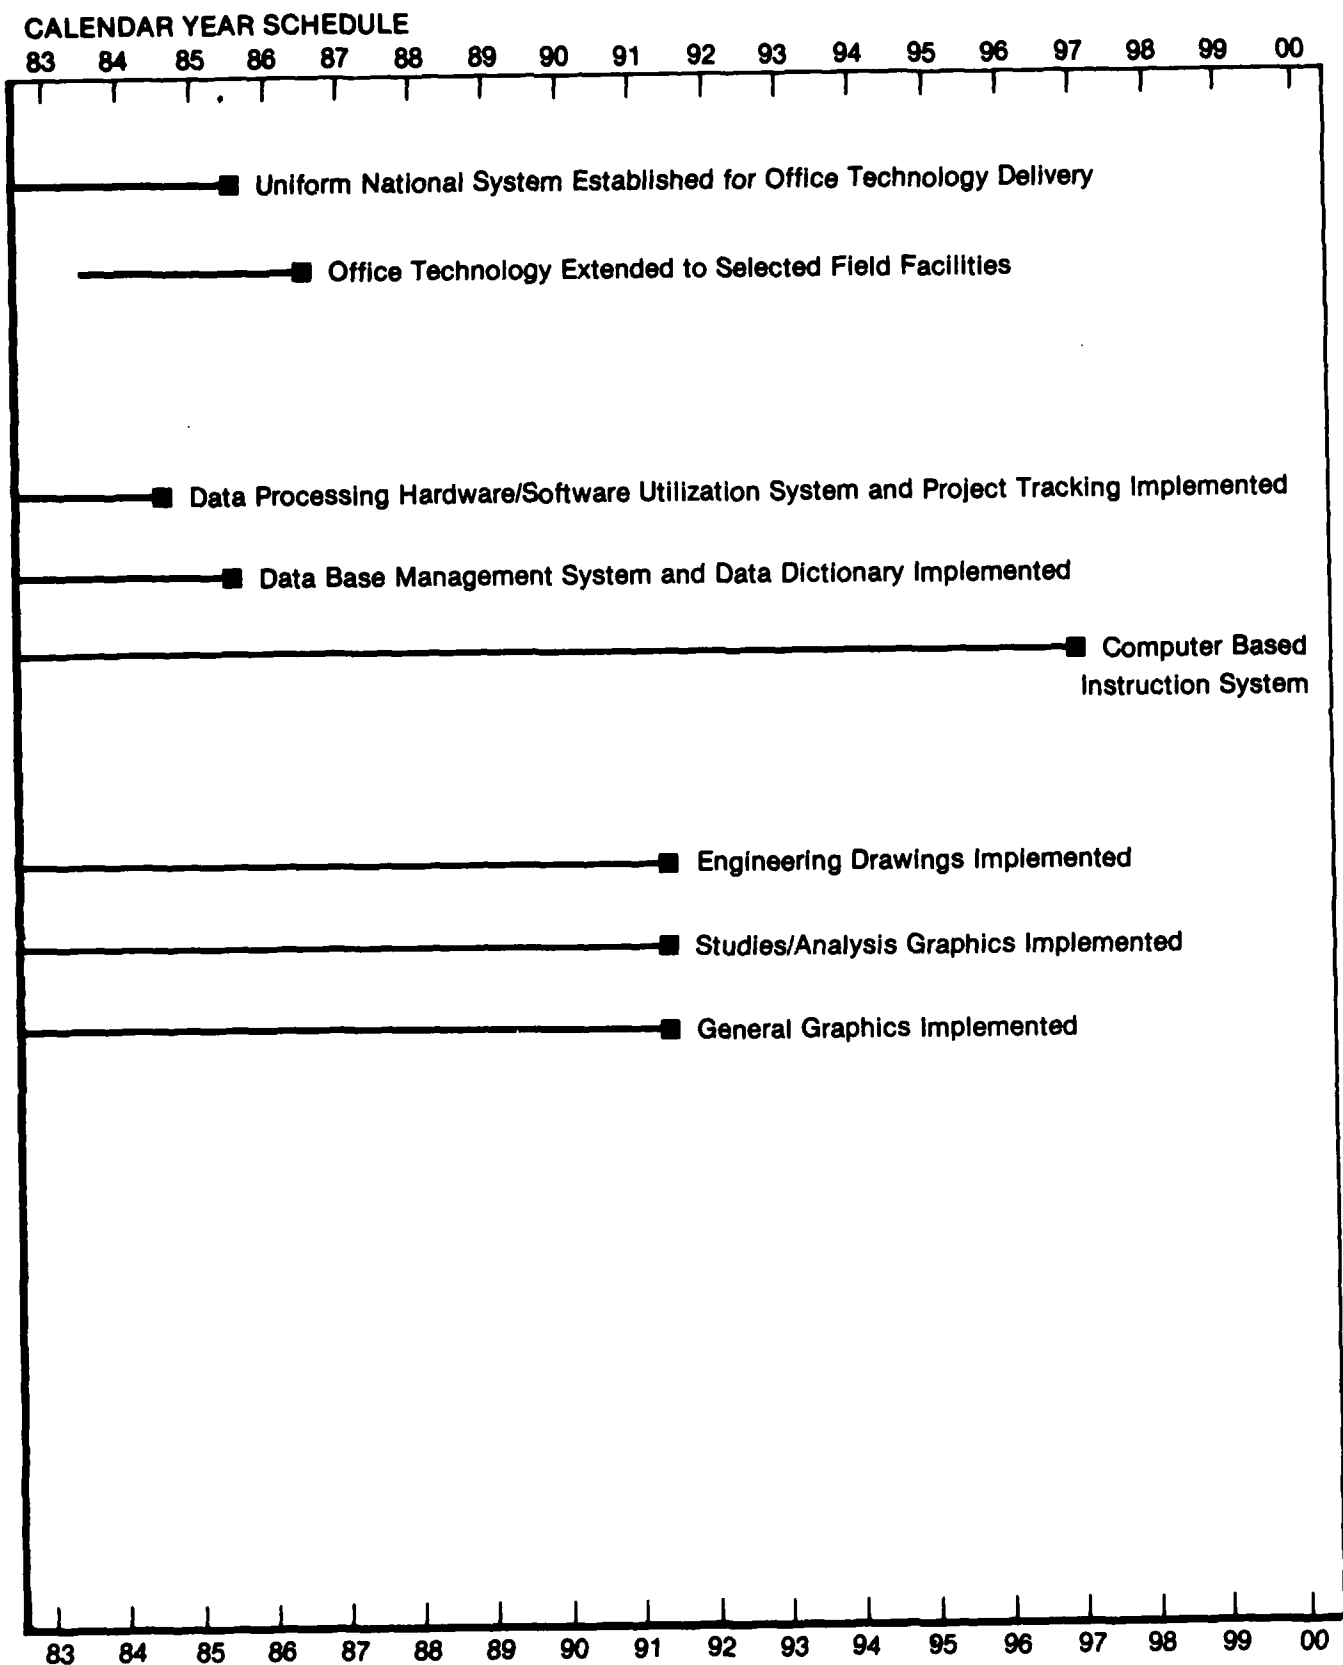 CALENDAR YEAR SCHEDULE
83 84 85 86 87 88 89 90 91 92 93 94 95 96 97 98 99 00
Uniform National System Established for Office Technology Delivery
Office Technology Extended to Selected Field Facilities
Data Processing Hardware/Software Utilization System and Project Tracking Implemented
Data Base Management System and Data Dictionary Implemented
Computer Based
Instruction System
Engineering Drawings Implemented
Studies/Analysis Graphics Implemented
General Graphics Implemented
83 84 85 86 87 88 89 90 91 92 93 94 95 96 97 98 99 00